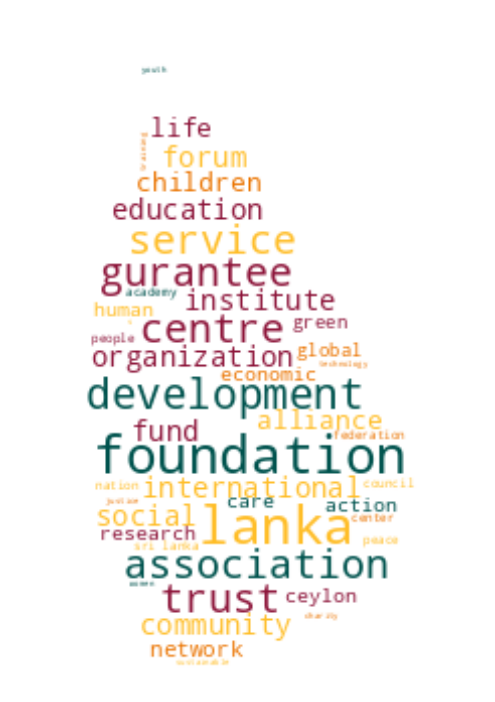 youth
life
training
forum
children
education
service
gurantee
academy institute
human
centre green
people
organization global
technology
economic
development
alliance
fund federation
foundation
nation international council
justice care action
social lanka center
research peace
sri lanka
association
women
trust ceylon
charity
community
network
sustainable